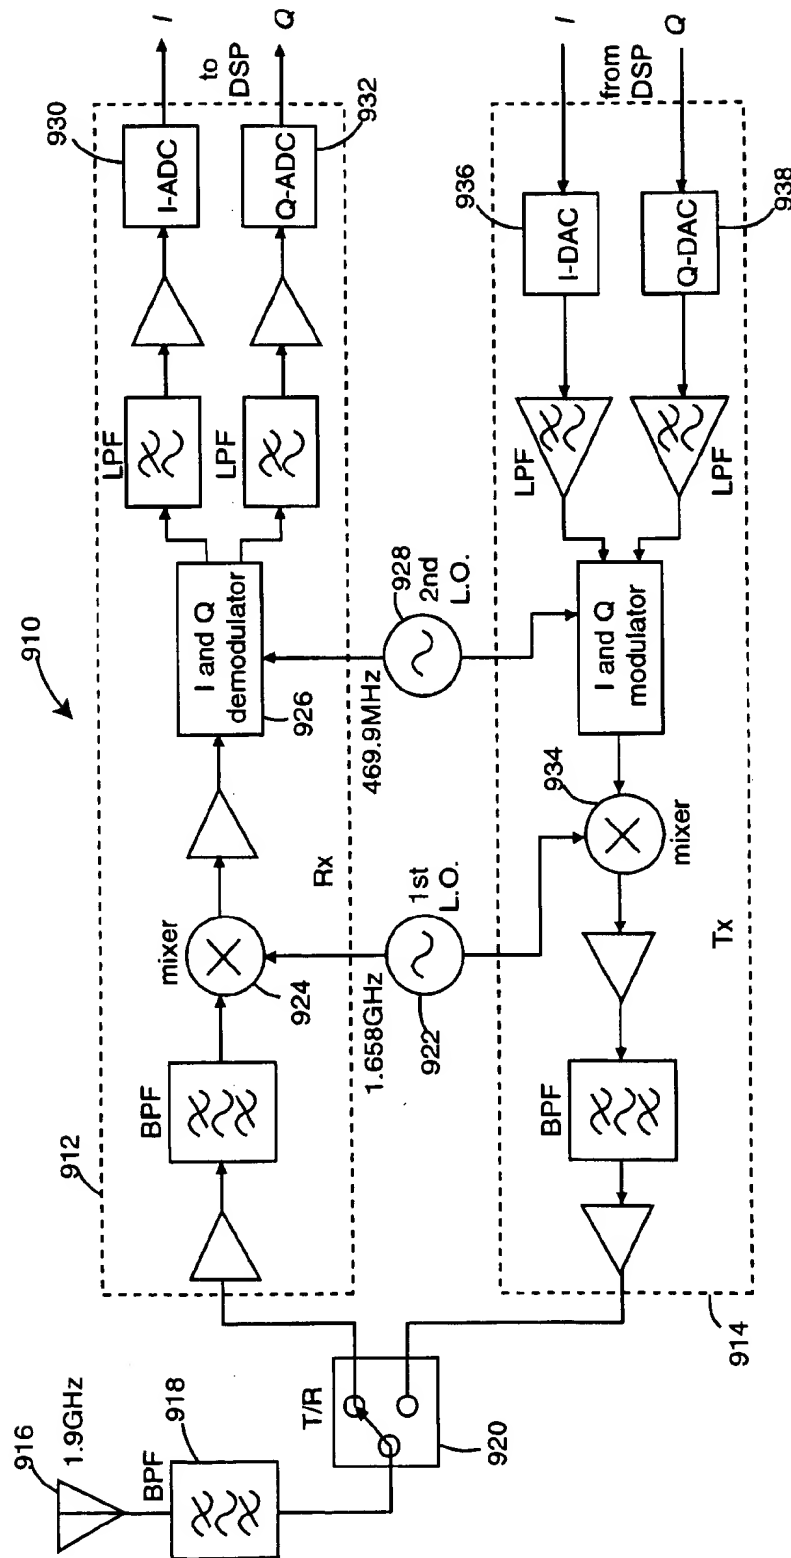 910
916
1.9GHz
BPF
918
T/R
920
912
BPF
mixer
924
Rx
I and Q
demodulator
926
LPF
LPF
930
I-ADC
Q-ADC
932
I
Q
to
DSP
1.658GHz
1st
L.O.
922
469.9MHz
928
2nd
L.O.
914
BPF
Tx
934
mixer
I and Q
modulator
LPF
LPF
936
I-DAC
Q-DAC
938
I
Q
from
DSP